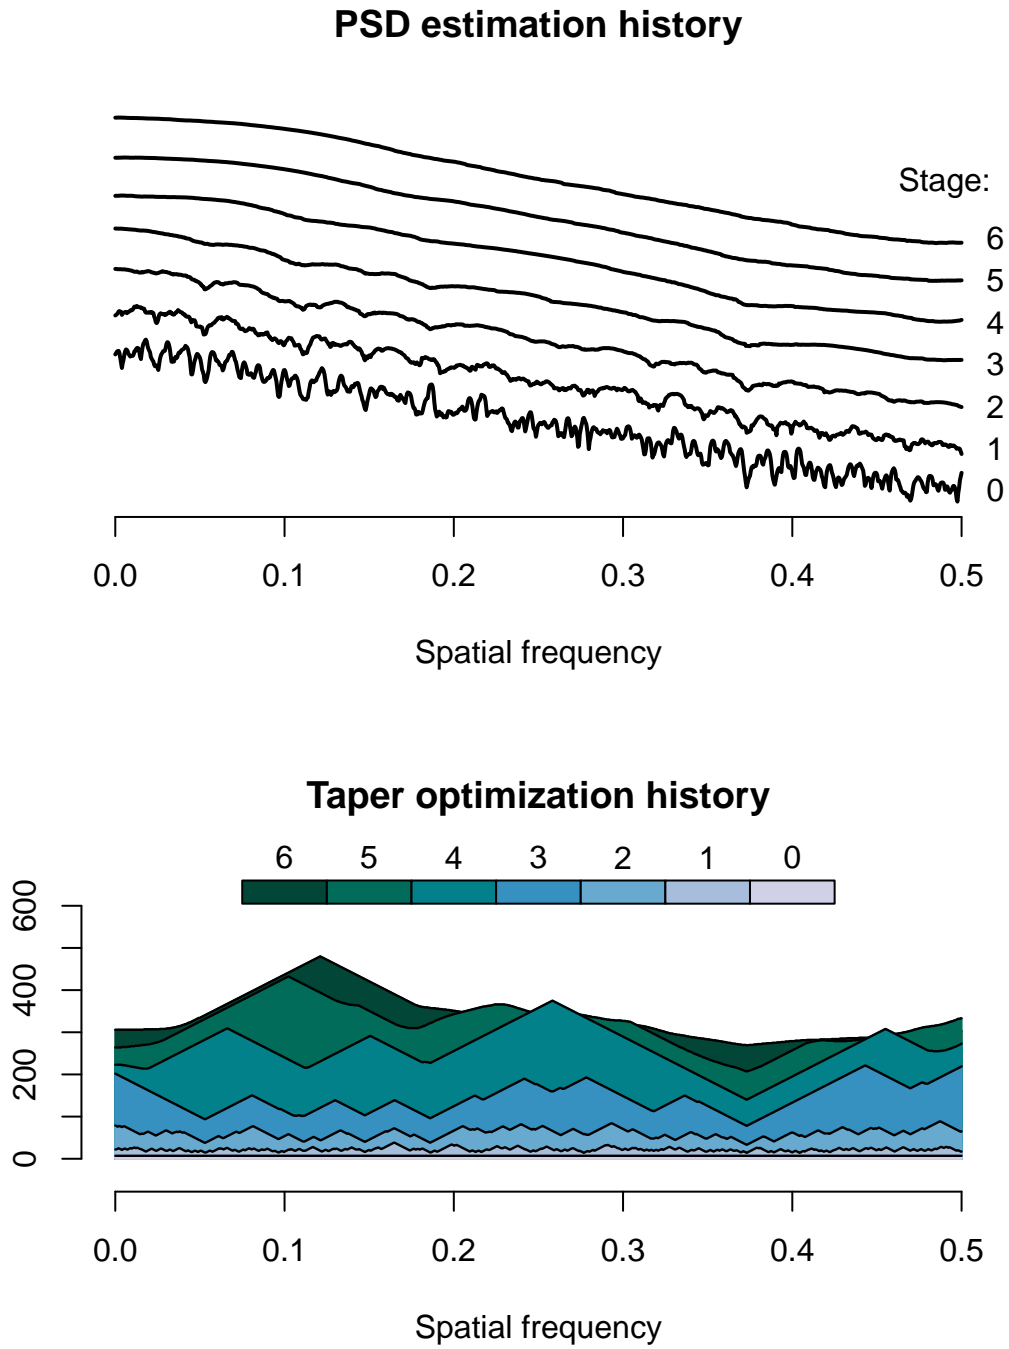 PSD estimation history
Stage:
6
5
4
3
2
1
0
0.0 0.1 0.2 0.3 0.4 0.5
Spatial frequency
Taper optimization history
6 5 4 3 2 1 0
600
400
200
0
0.0 0.1 0.2 0.3 0.4 0.5
Spatial frequency